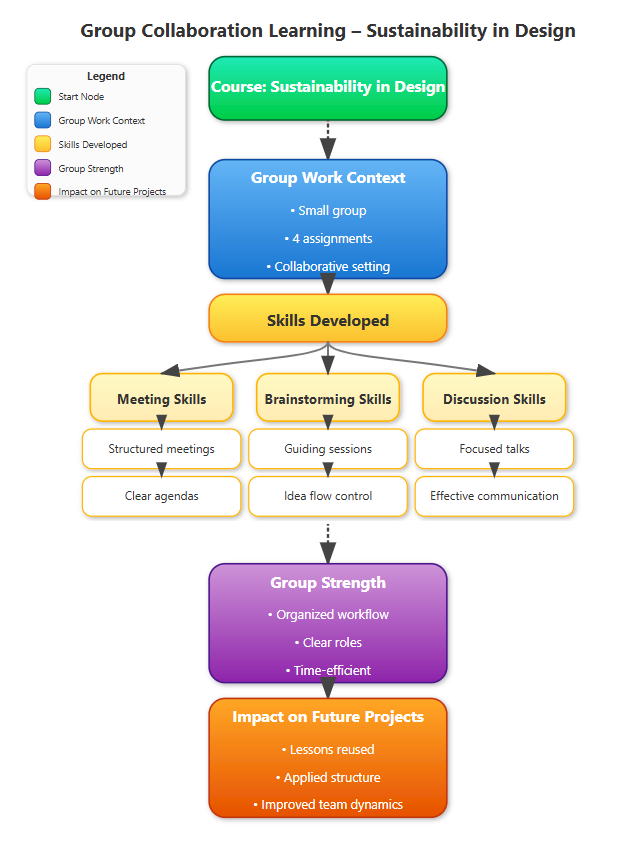 Group Collaboration Learning – Sustainability in Design
Legend
Start Node
Group Work Context
Skills Developed
Group Strength
Impact on Future Projects
Course: Sustainability in Design
Group Work Context
• Small group
• 4 assignments
• Collaborative setting
Skills Developed
Meeting Skills
Brainstorming Skills
Discussion Skills
Structured meetings
Guiding sessions
Focused talks
Clear agendas
Idea flow control
Effective communication
Group Strength
• Organized workflow
• Clear roles
• Time-efficient
Impact on Future Projects
• Lessons reused
• Applied structure
• Improved team dynamics